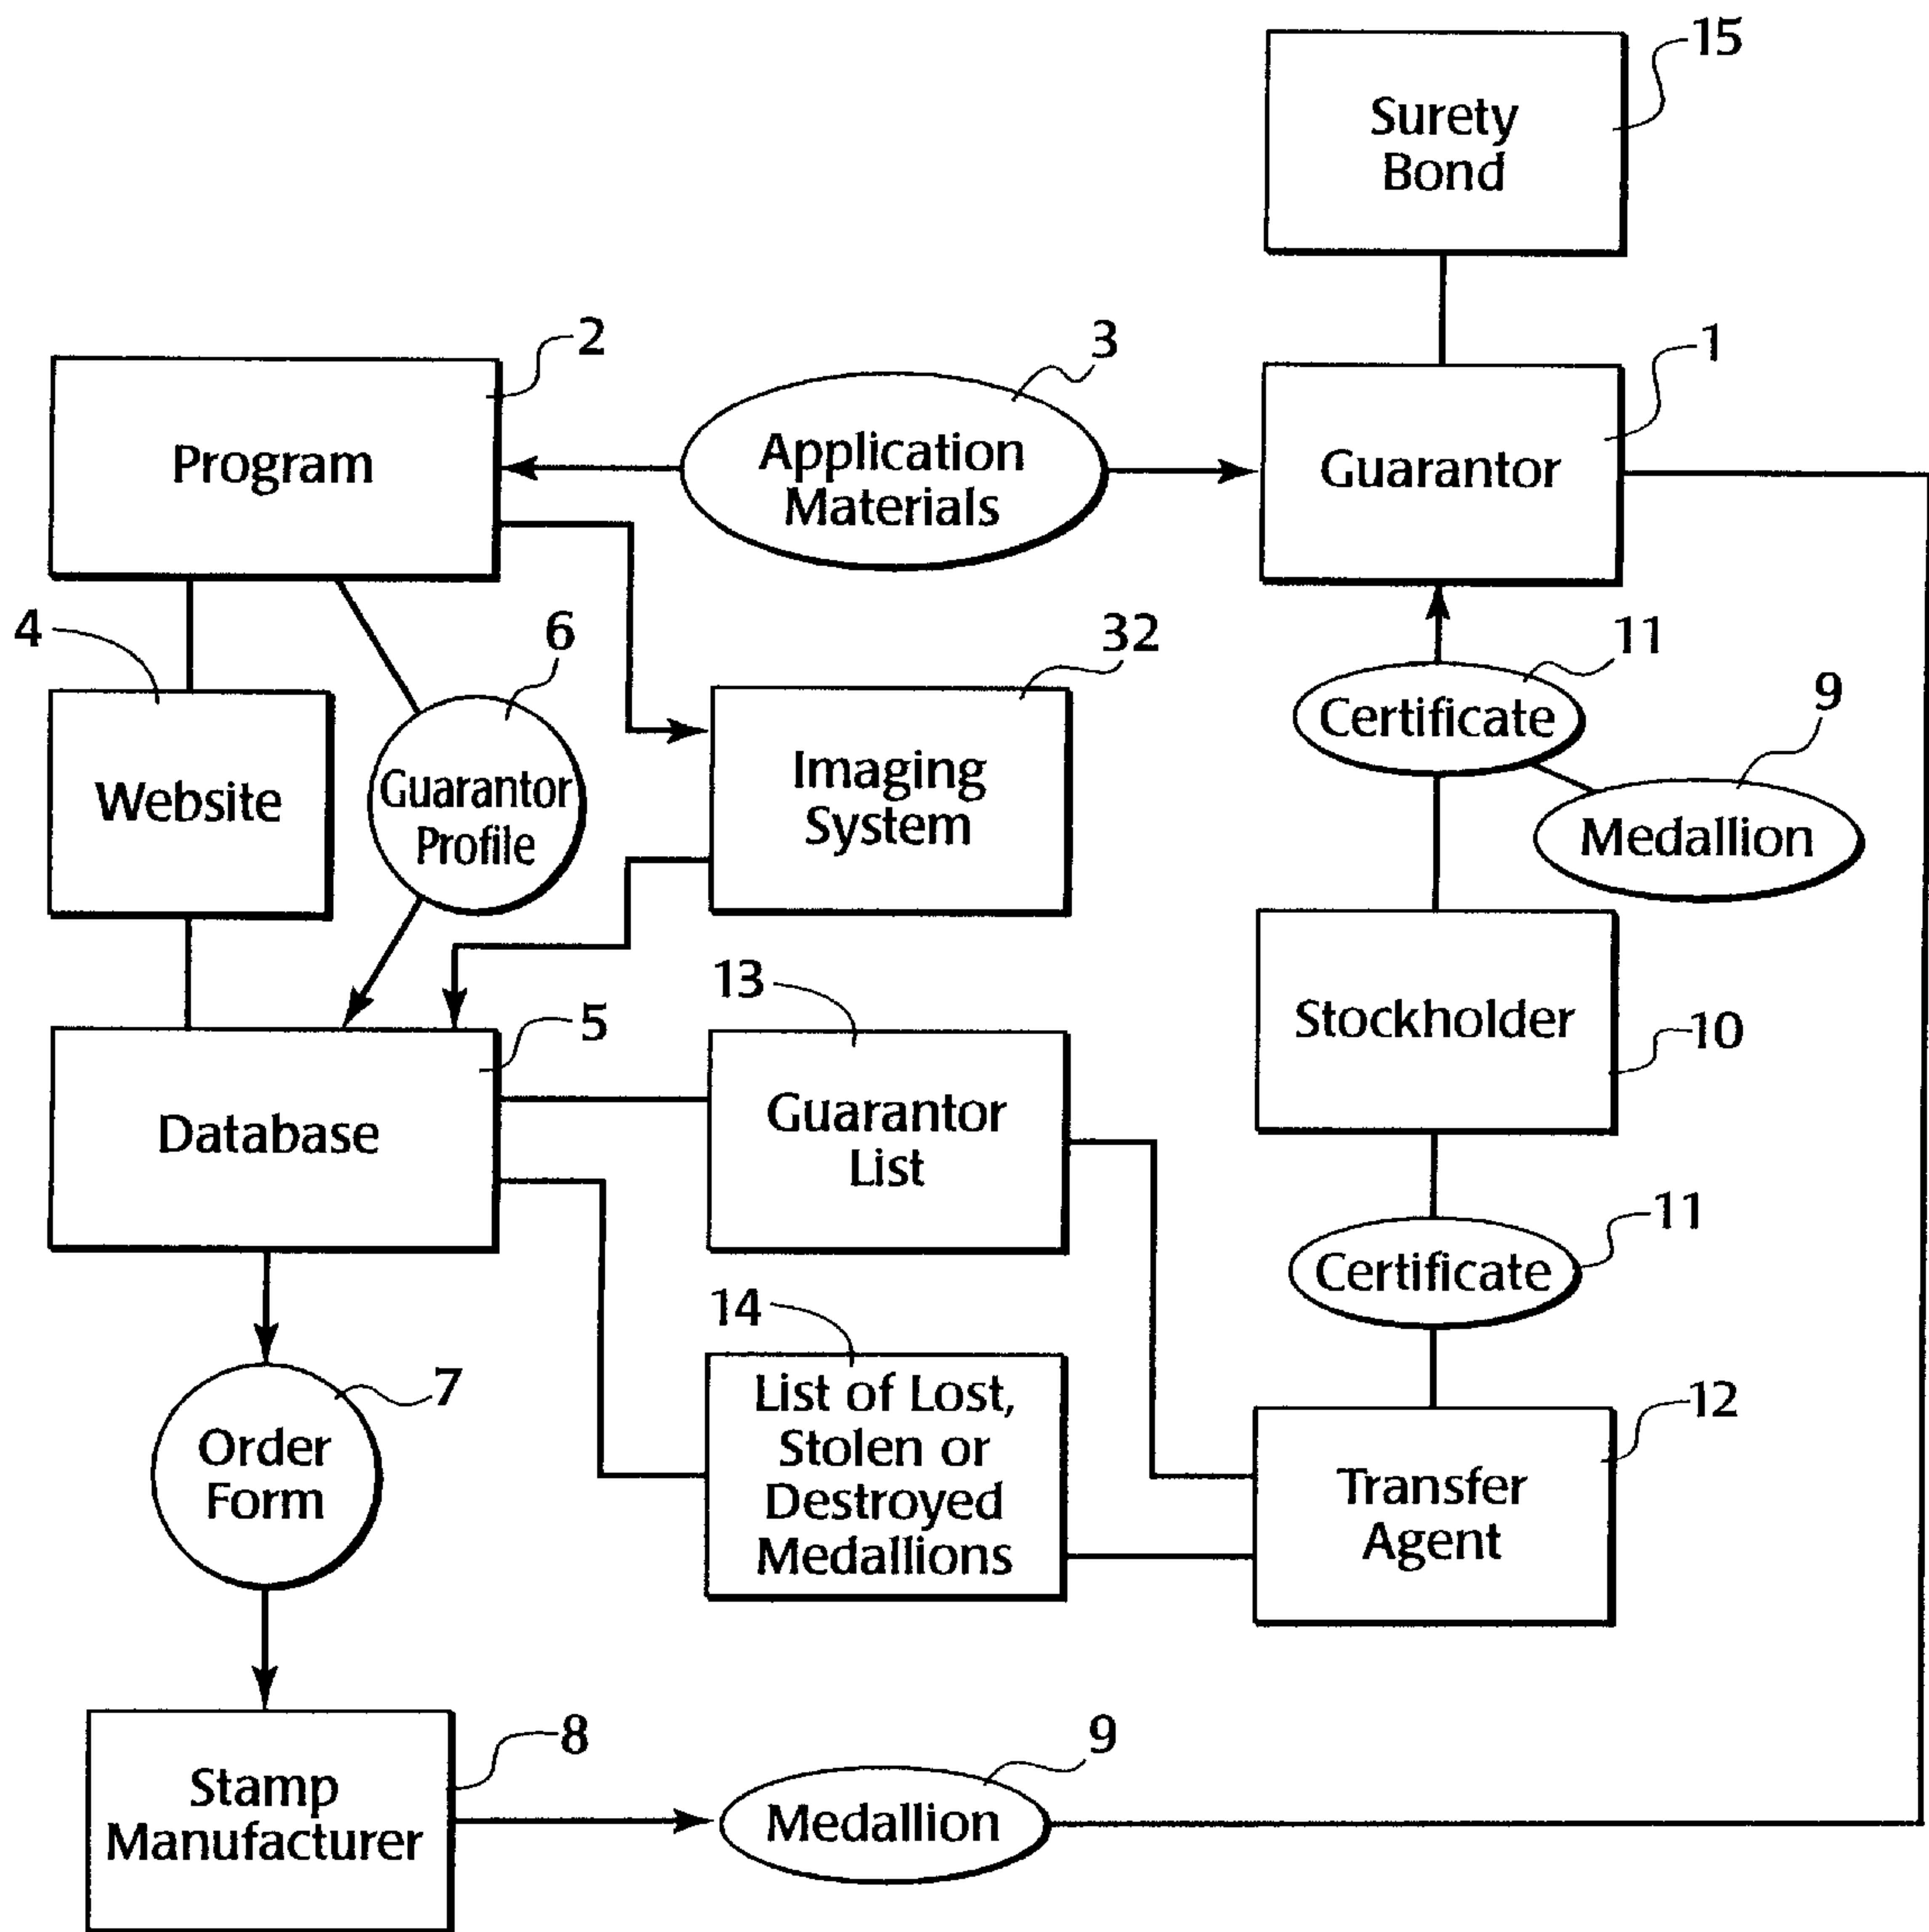 15
Surety
Bond
2
3
1
Program
Application
Materials
Guarantor
4
6
32
11
9
Website
Guarantor
Profile
Imaging
System
Certificate
Medallion
13
5
Stockholder
10
Database
Guarantor
List
11
Certificate
14
7
Order
Form
List of Lost,
Stolen or
Destroyed
Medallions
12
Transfer
Agent
8
9
Stamp
Manufacturer
Medallion